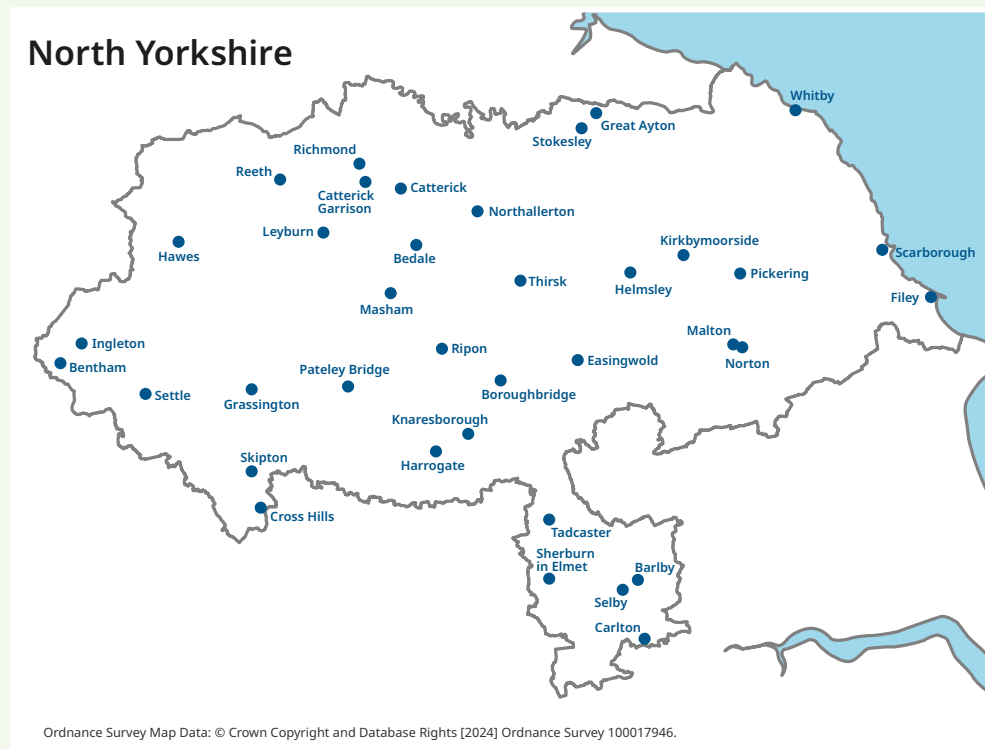 North Yorkshire
Whitby
Great Ayton
Stokesley
Richmond
Reeth
Catterick
Garrison
Catterick
Northallerton
Leyburn
Hawes
Bedale
Kirkbymoorside
Scarborough
Thirsk
Helmsley
Pickering
Filey
Masham
Malton
Norton
Ingleton
Bentham
Ripon
Easingwold
Pateley Bridge
Settle
Grassington
Boroughbridge
Knaresborough
Harrogate
Skipton
Cross Hills
Tadcaster
Sherburn
in Elmet
Barlby
Selby
Carlton
Ordnance Survey Map Data: © Crown Copyright and Database Rights [2024] Ordnance Survey 100017946.